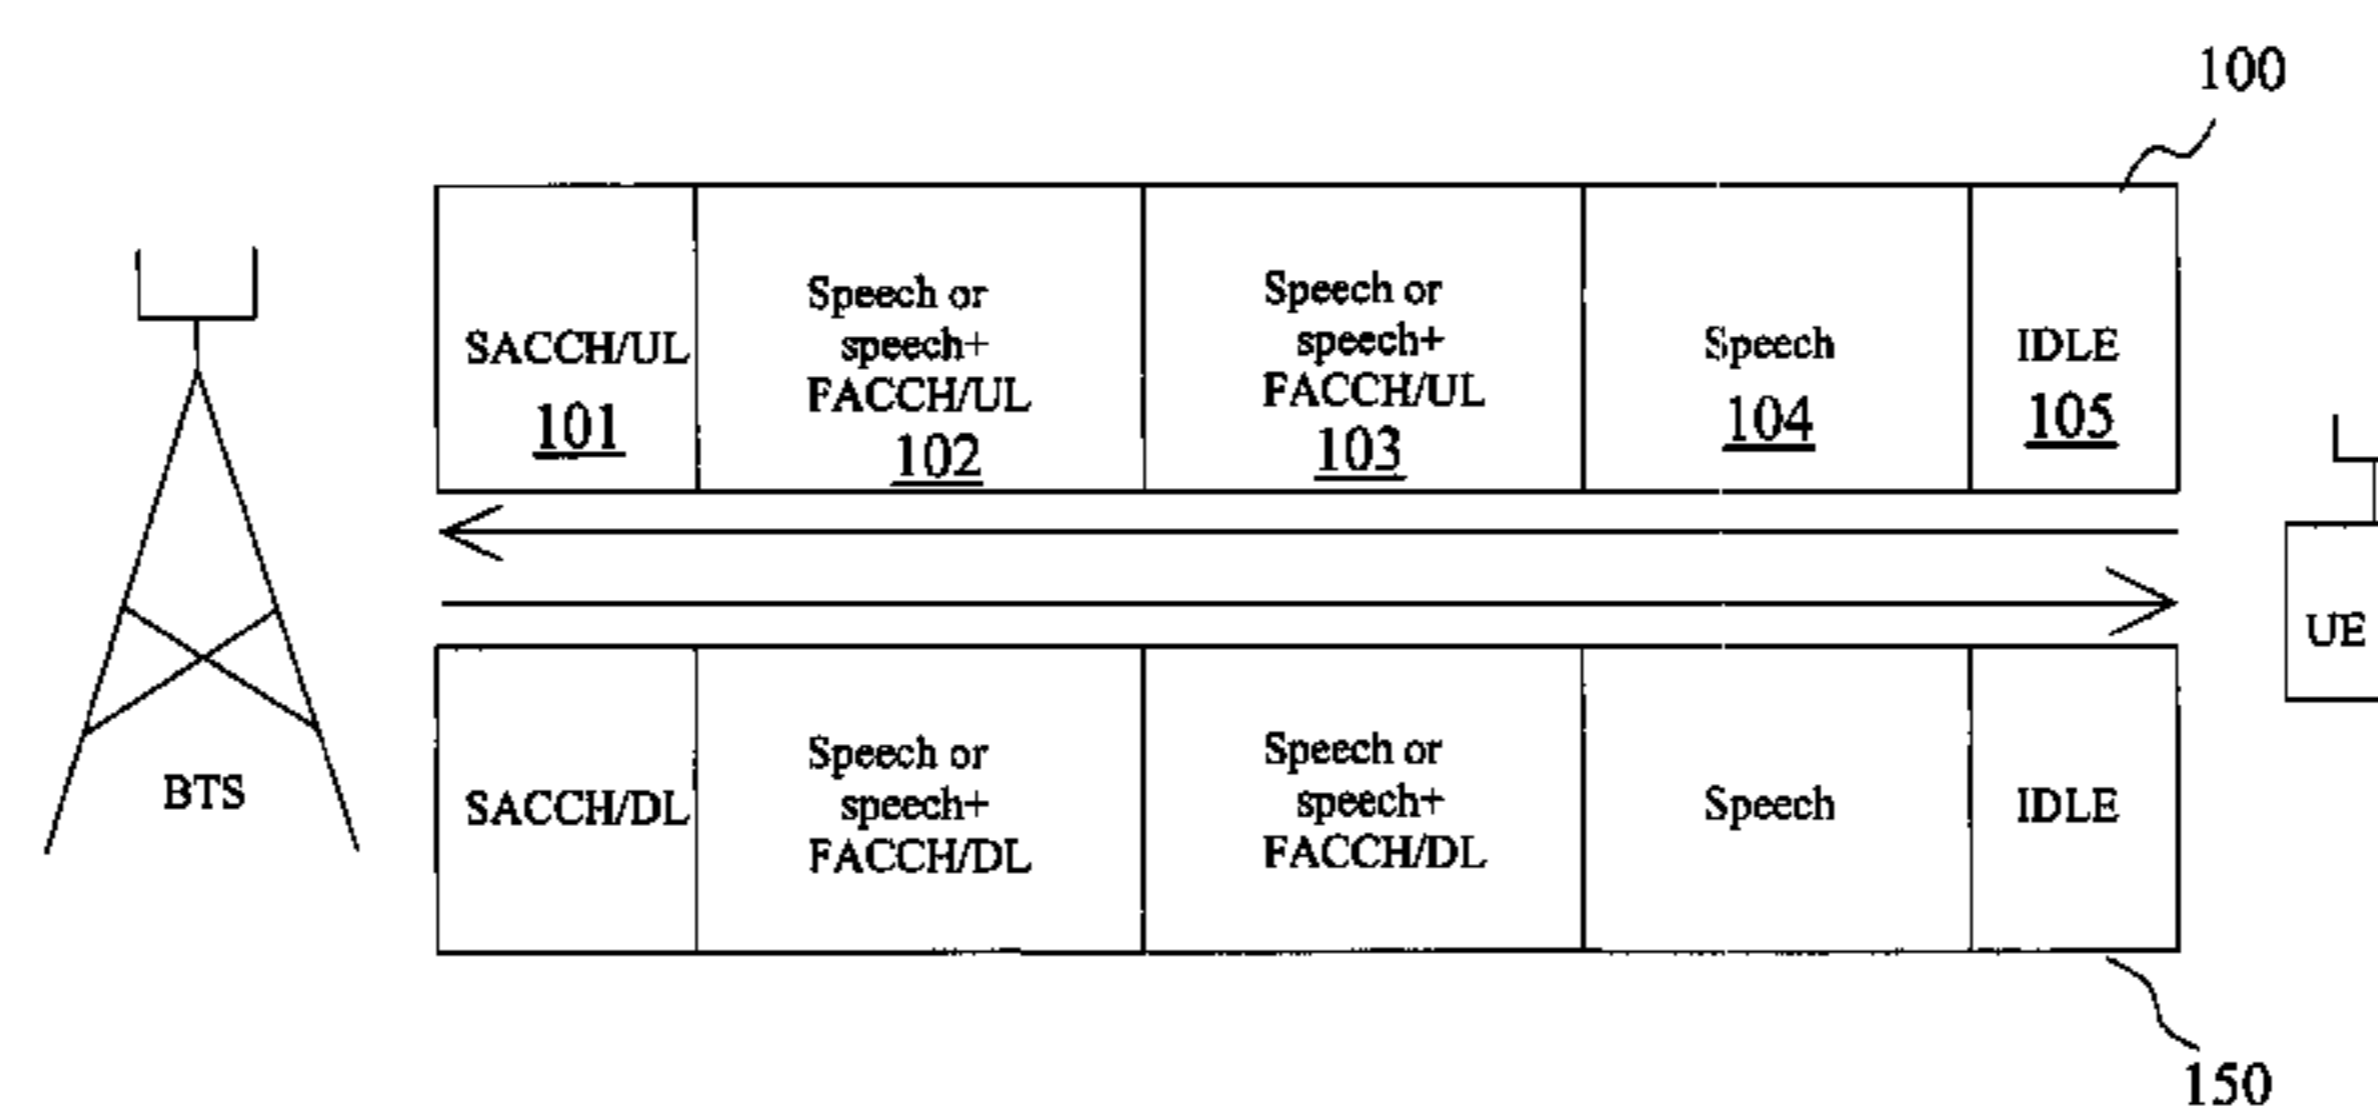 100
SACCH/UL
101
Speech or
speech+
FACCH/UL
102
Speech or
speech+
FACCH/UL
103
Speech
104
IDLE
105
BTS
UE
SACCH/DL
Speech or
speech+
FACCH/DL
Speech or
speech+
FACCH/DL
Speech
IDLE
150